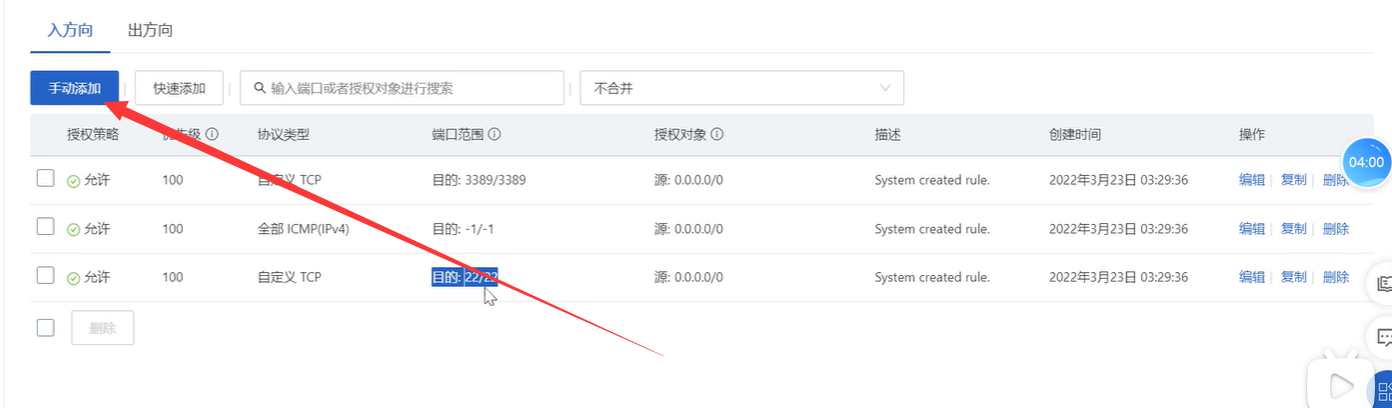 入方向 出方向
手动添加 快速添加 输入端口或者授权对象进行搜索 不合并
授权策略 优先级 协议类型 端口范围 授权对象 描述 创建时间 操作
允许 100 自定义 TCP 目的: 3389/3389 源: 0.0.0.0/0 System created rule. 2022年3月23日 03:29:36 编辑 复制 删除
04:00
允许 100 全部 ICMP(IPv4) 目的: -1/-1 源: 0.0.0.0/0 System created rule. 2022年3月23日 03:29:36 编辑 复制 删除
允许 100 自定义 TCP 目的: 22/22 源: 0.0.0.0/0 System created rule. 2022年3月23日 03:29:36 编辑 复制 删除
删除